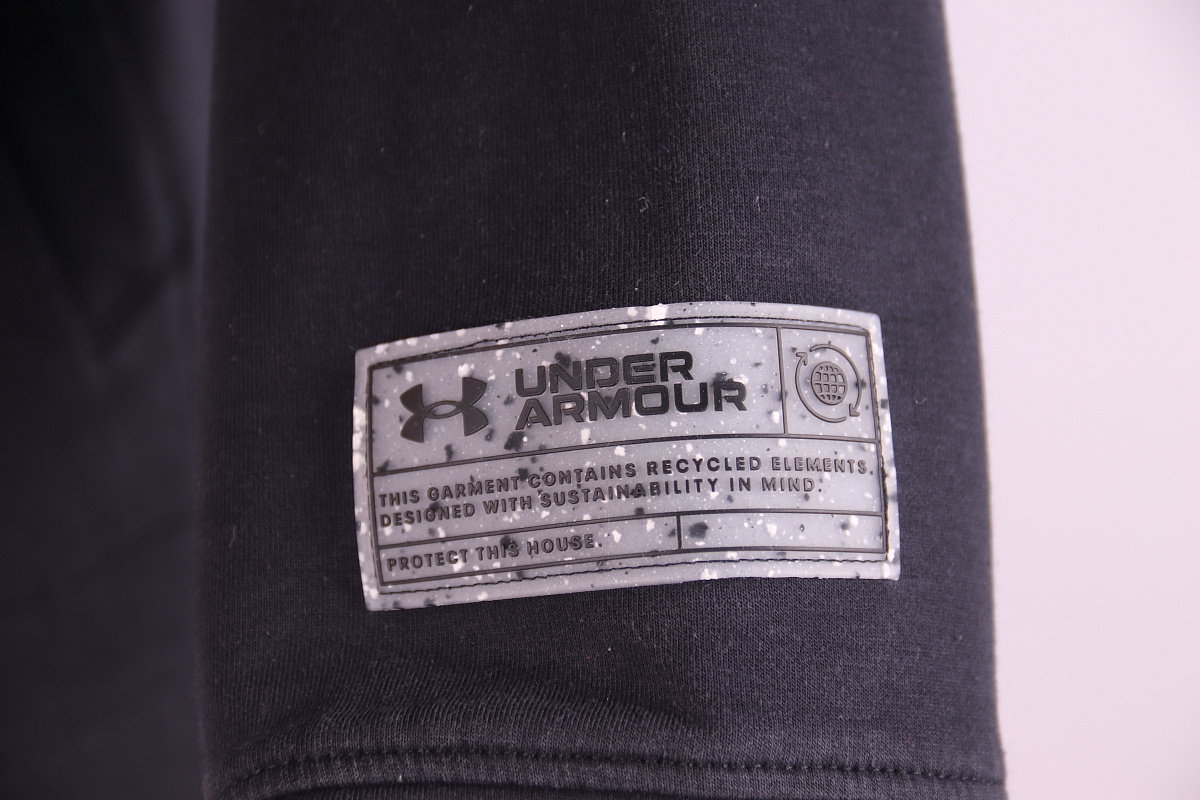 UNDER
ARMOUR
THIS GARMENT CONTAINS RECYCLED ELEMENTS.
DESIGNED WITH SUSTAINABILITY IN MIND.
PROTECT THIS HOUSE.